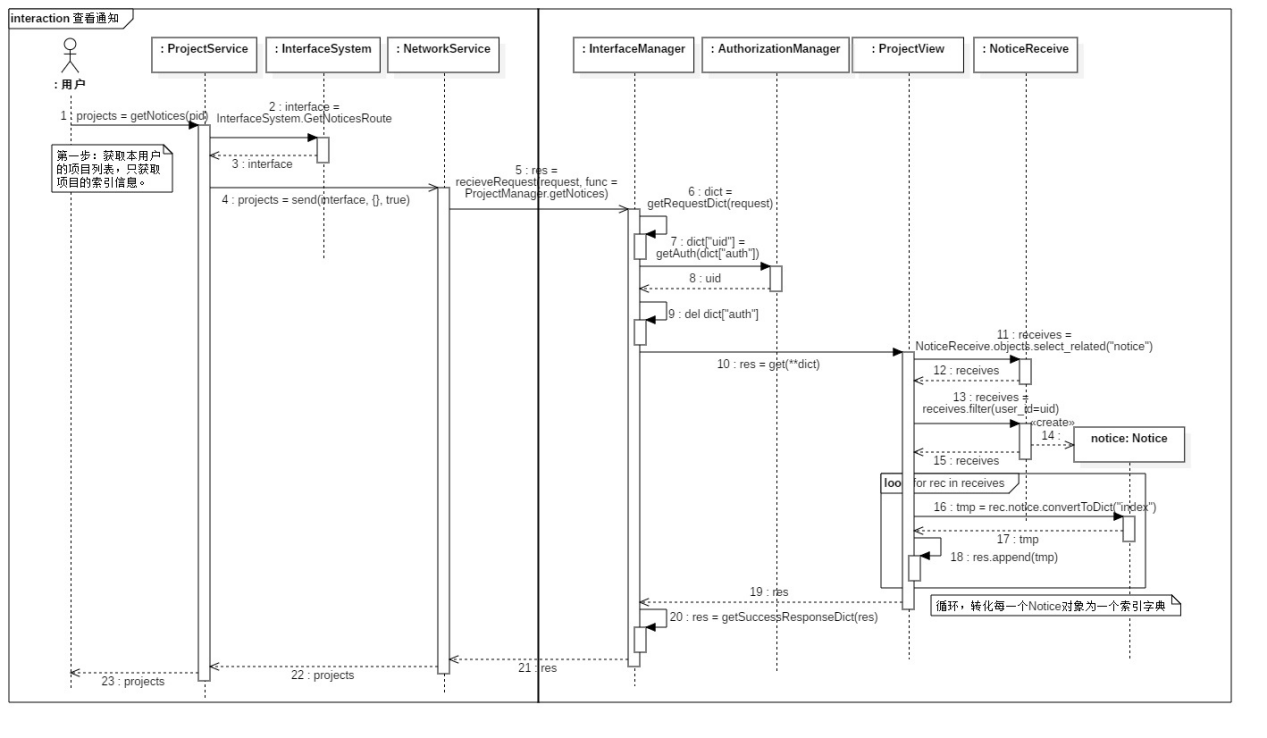 interaction 查看通知
: 用户
: ProjectService
: InterfaceSystem
: NetworkService
: InterfaceManager
: AuthorizationManager
: ProjectView
: NoticeReceive
1 : projects = getNotices(pid)
2 : interface =
InterfaceSystem.GetNoticesRoute
3 : interface
第一步：获取本用户
的项目列表，只获取
项目的索引信息。
4 : projects = send(interface, {}, true)
5 : res =
recieveRequest(request, func =
ProjectManager.getNotices)
6 : dict =
getRequestDict(request)
7 : dict["uid"] =
getAuth(dict["auth"])
8 : uid
9 : del dict["auth"]
10 : res = get(**dict)
11 : receives =
NoticeReceive.objects.select_related("notice")
12 : receives
13 : receives =
receives.filter(user_id=uid)
«create»
14 :
notice: Notice
15 : receives
loop for rec in receives
16 : tmp = rec.notice.convertToDict("index")
17 : tmp
18 : res.append(tmp)
19 : res
循环，转化每一个Notice对象为一个索引字典
20 : res = getSuccessResponseDict(res)
21 : res
22 : projects
23 : projects